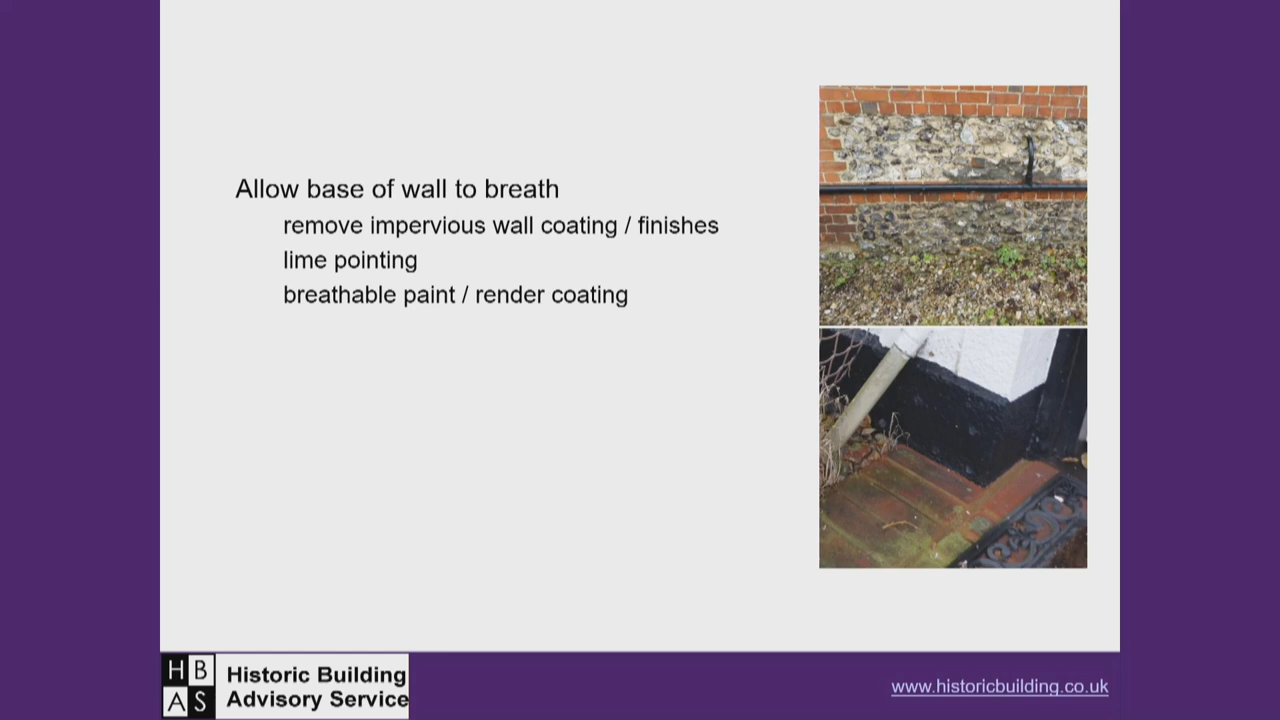 Allow base of wall to breath
remove impervious wall coating / finishes
lime pointing
breathable paint / render coating
H B
A S
Historic Building
Advisory Service
www.historicbuilding.co.uk